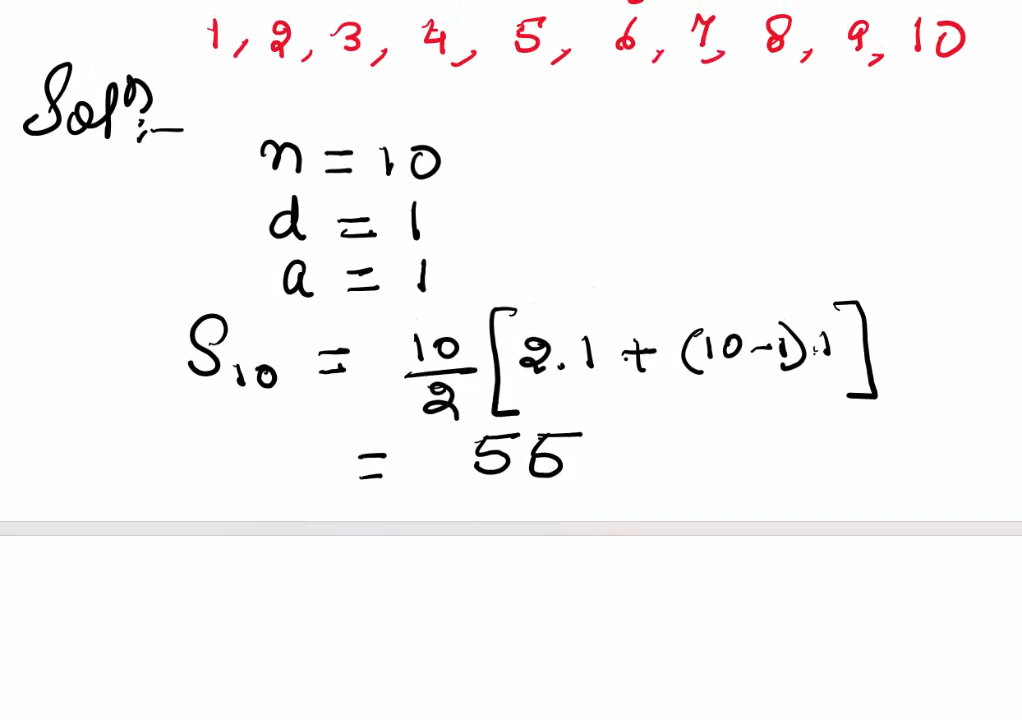 1, 2, 3, 4, 5, 6, 7, 8, 9, 10
Solⁿ:-
n = 10
d = 1
a = 1
S₁₀ = 10/2 [2.1 + (10-1).1]
= 55